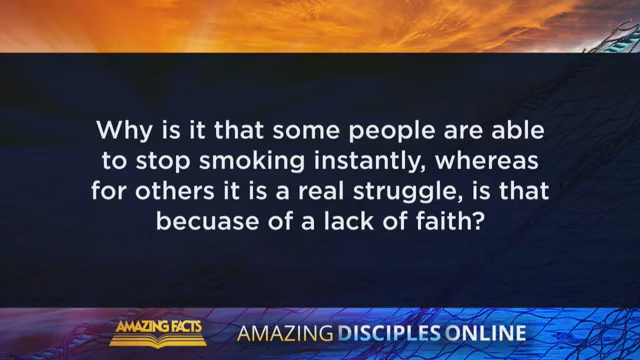 Why is it that some people are able
to stop smoking instantly, whereas
for others it is a real struggle, is that
becuase of a lack of faith?
AMAZING FACTS
AMAZING DISCIPLES ONLINE